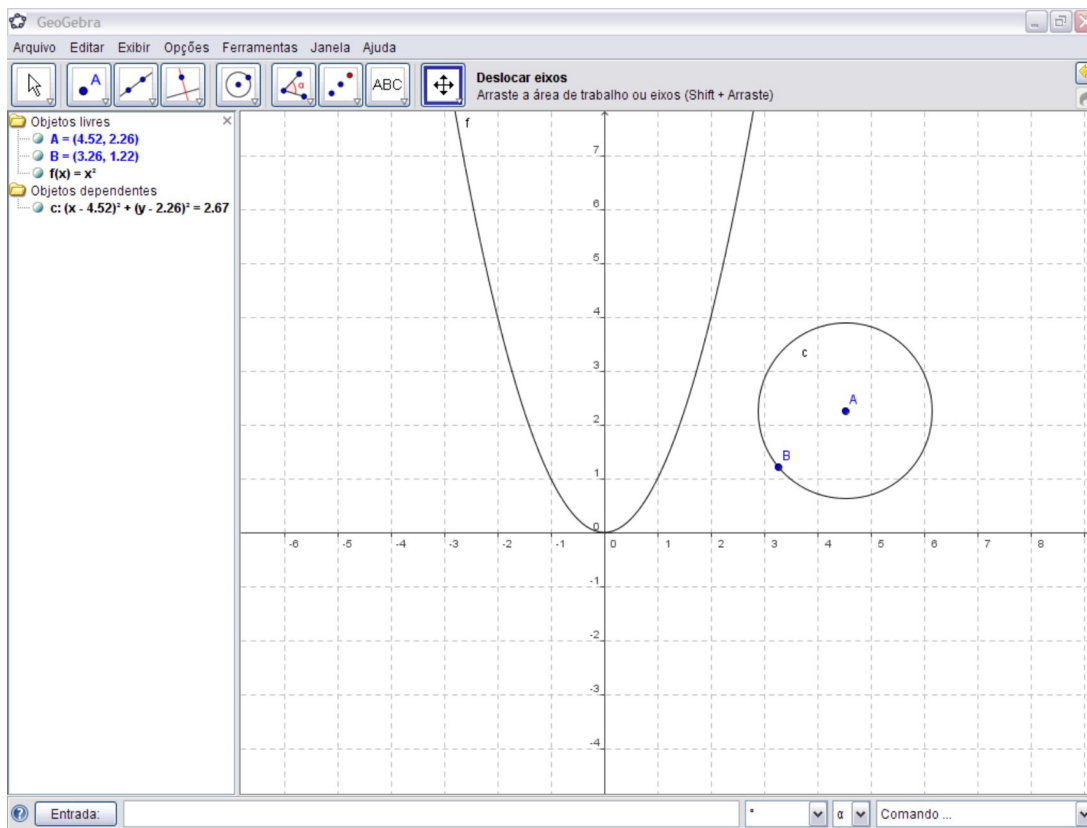 GeoGebra
Arquivo Editar Exibir Opções Ferramentas Janela Ajuda
A
α
ABC
Deslocar eixos
Arraste a área de trabalho ou eixos (Shift + Arraste)
Objetos livres
A = (4.52, 2.26)
B = (3.26, 1.22)
f(x) = x²
Objetos dependentes
c: (x - 4.52)² + (y - 2.26)² = 2.67
f
7
6
5
4
3
2
1
0
-1
-2
-3
-4
-6 -5 -4 -3 -2 -1 0 1 2 3 4 5 6 7 8
c
A
B
Entrada:
α
Comando ...